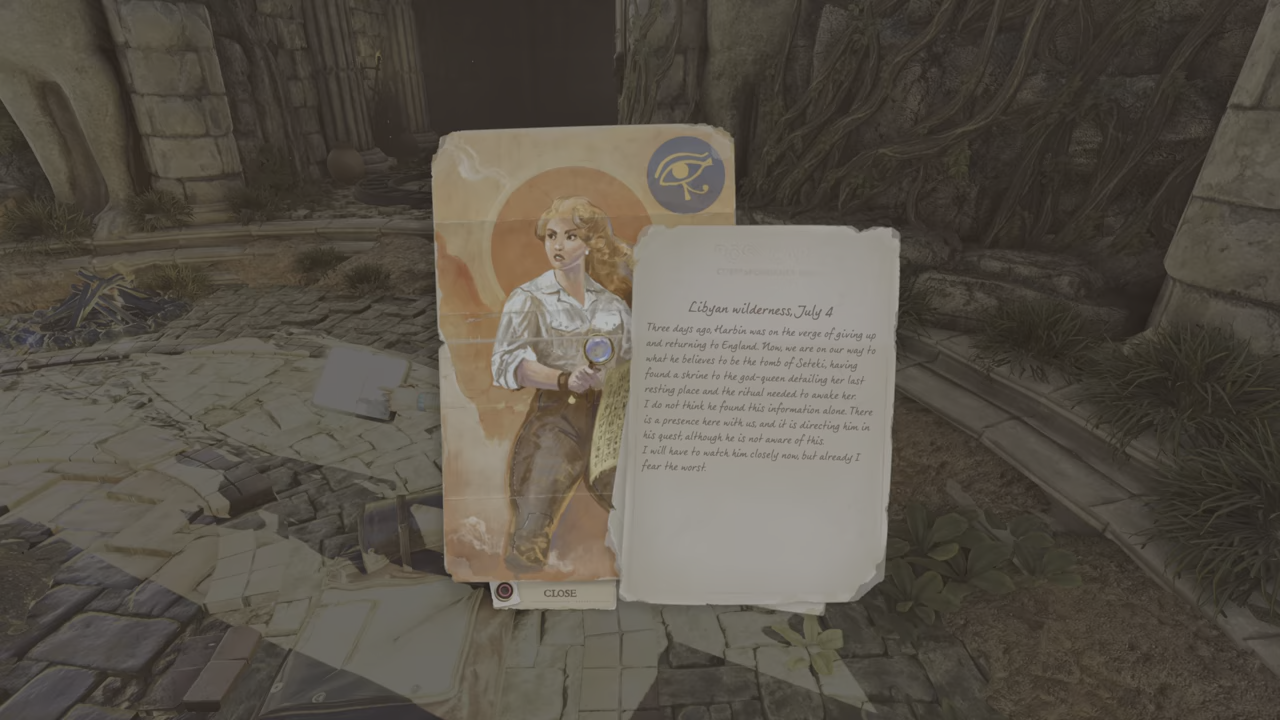 Libyan wilderness, July 4
Three days ago, Harbin was on the verge of giving up
and returning to England. Now, we are on our way to
what he believes to be the tomb of Seteki, having
found a shrine to the god-queen detailing her last
resting place and the ritual needed to awake her.
I do not think he found this information alone. There
is a presence here with us, and it is directing him in
his quest, although he is not aware of this.
I will have to watch him closely now, but already I
fear the worst.
CLOSE